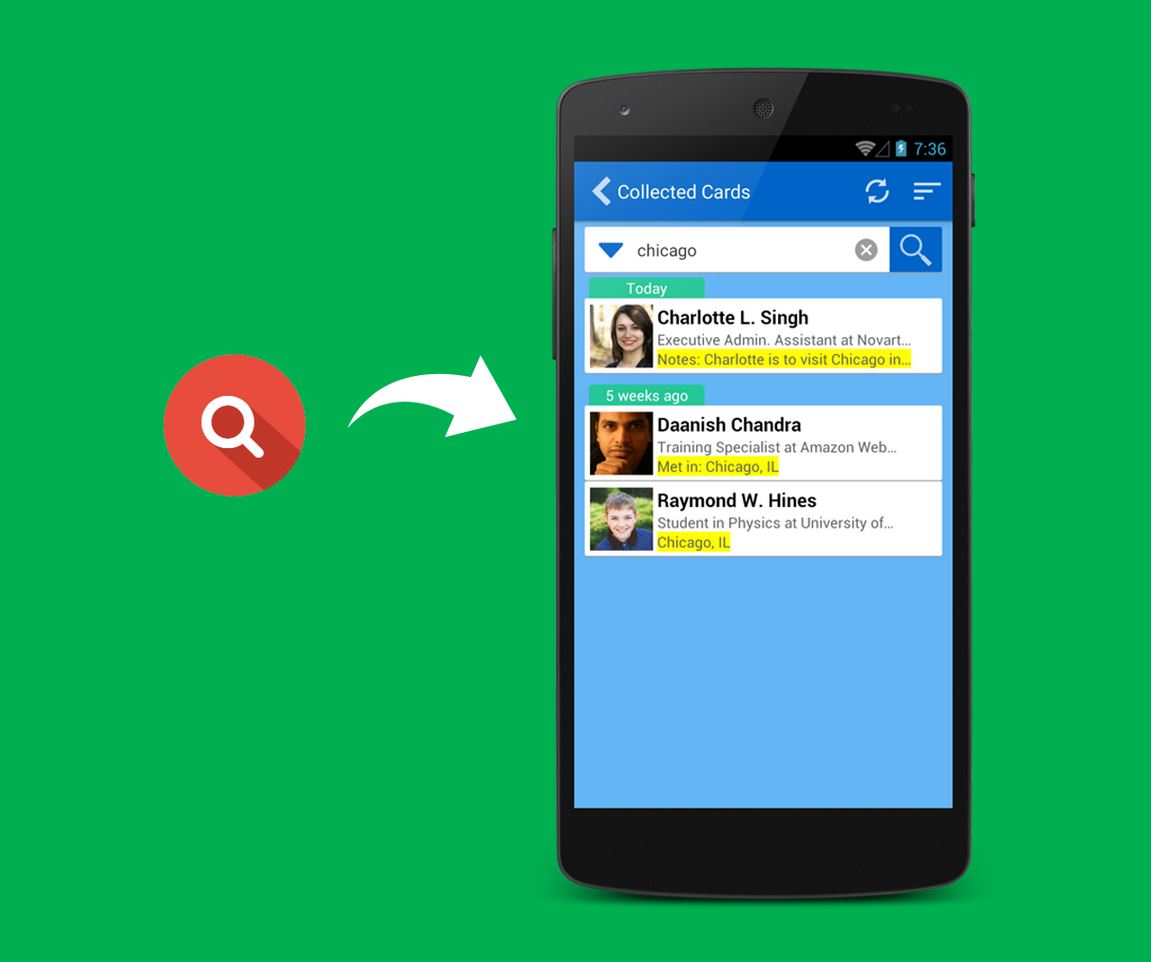 7:36
Collected Cards
chicago
Today
Charlotte L. Singh
Executive Admin. Assistant at Novart...
Notes: Charlotte is to visit Chicago in...
5 weeks ago
Daanish Chandra
Training Specialist at Amazon Web...
Met in: Chicago, IL
Raymond W. Hines
Student in Physics at University of...
Chicago, IL